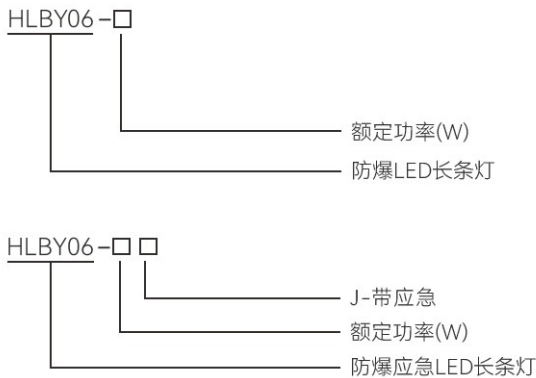 HLBY06-□
额定功率(W)
防爆LED长条灯
HLBY06-□ □
J-带应急
额定功率(W)
防爆应急LED长条灯